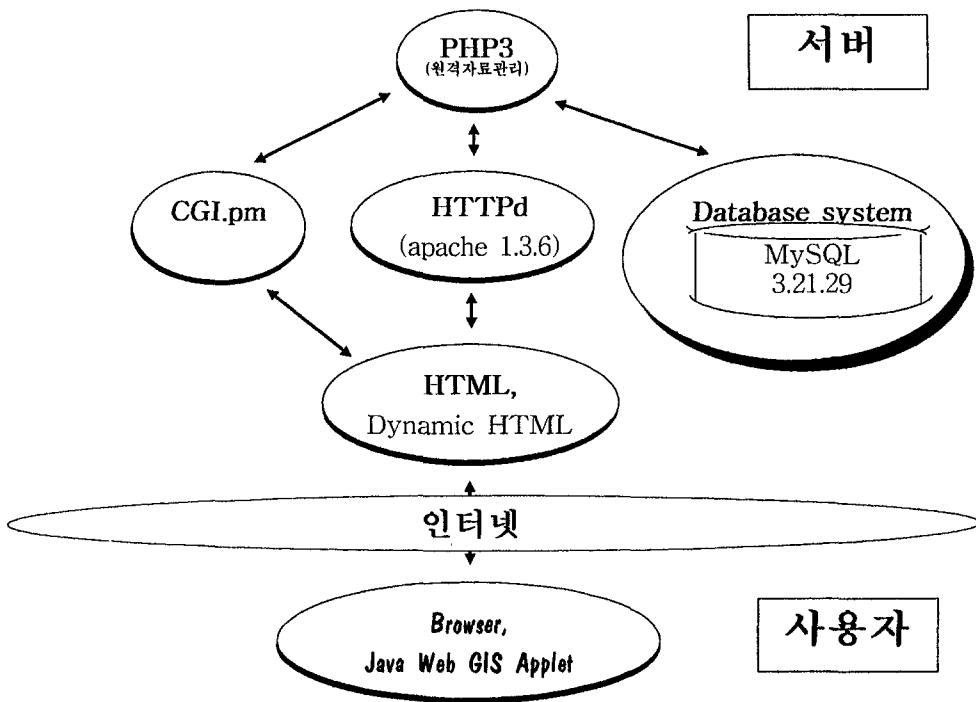 PHP3
(원격자료관리)
서버
CGI.pm
HTTPd
(apache 1.3.6)
Database system
MySQL
3.21.29
HTML,
Dynamic HTML
인터넷
Browser,
Java Web GIS Applet
사용자